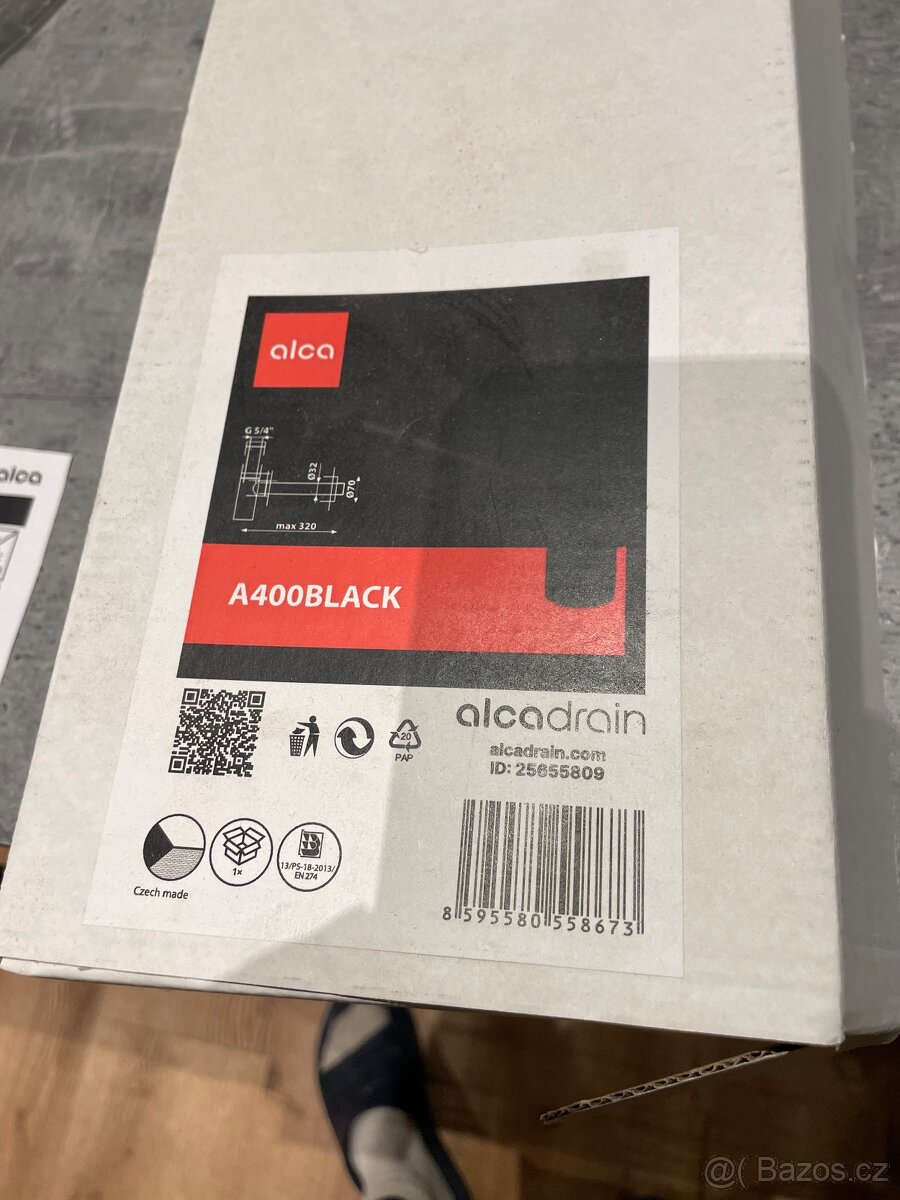 alca
G 5/4"
Ø32
Ø70
max 320
alca
A400BLACK
alcadrain
alcadrain.com
ID: 25655809
20
PAP
1x
13/PS-18-2013/
EN 274
Czech made
8 595580 558673
@( Bazos.cz